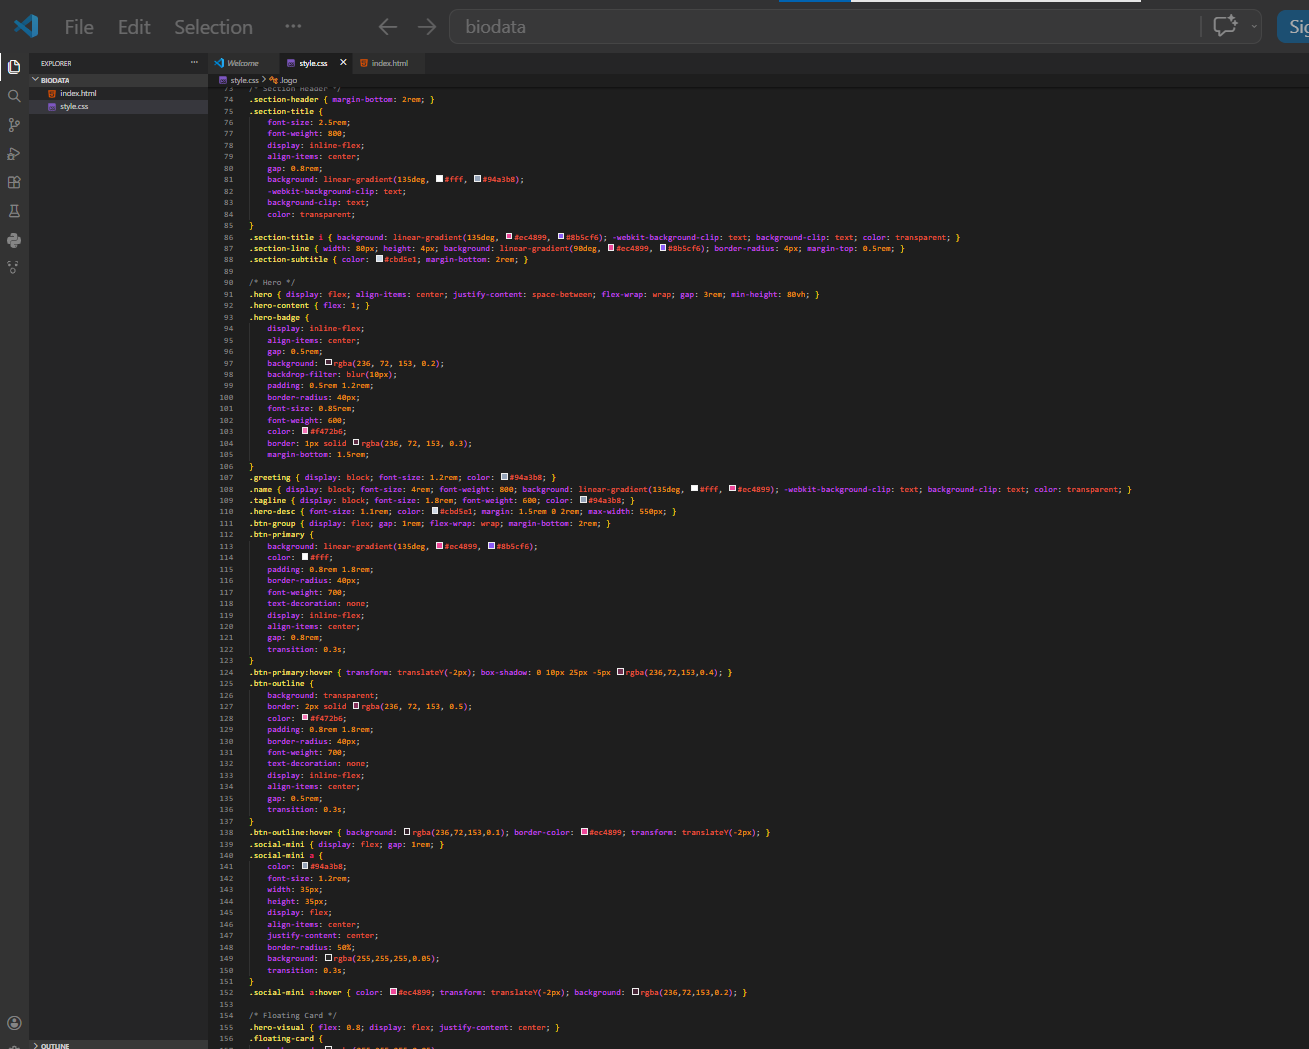 File Edit Selection ··· biodata Sig
EXPLORER ···
BIODATA
index.html
style.css
OUTLINE
Welcome style.css index.html
style.css > .logo
73 /* Section Header */
74 .section-header { margin-bottom: 2rem; }
75 .section-title {
76 font-size: 2.5rem;
77 font-weight: 800;
78 display: inline-flex;
79 align-items: center;
80 gap: 0.8rem;
81 background: linear-gradient(135deg, #fff, #94a3b8);
82 -webkit-background-clip: text;
83 background-clip: text;
84 color: transparent;
85 }
86 .section-title i { background: linear-gradient(135deg, #ec4899, #8b5cf6); -webkit-background-clip: text; background-clip: text; color: transparent; }
87 .section-line { width: 80px; height: 4px; background: linear-gradient(90deg, #ec4899, #8b5cf6); border-radius: 4px; margin-top: 0.5rem; }
88 .section-subtitle { color: #cbd5e1; margin-bottom: 2rem; }
89
90 /* Hero */
91 .hero { display: flex; align-items: center; justify-content: space-between; flex-wrap: wrap; gap: 3rem; min-height: 80vh; }
92 .hero-content { flex: 1; }
93 .hero-badge {
94 display: inline-flex;
95 align-items: center;
96 gap: 0.5rem;
97 background: rgba(236, 72, 153, 0.2);
98 backdrop-filter: blur(10px);
99 padding: 0.5rem 1.2rem;
100 border-radius: 40px;
101 font-size: 0.85rem;
102 font-weight: 600;
103 color: #f472b6;
104 border: 1px solid rgba(236, 72, 153, 0.3);
105 margin-bottom: 1.5rem;
106 }
107 .greeting { display: block; font-size: 1.2rem; color: #94a3b8; }
108 .name { display: block; font-size: 4rem; font-weight: 800; background: linear-gradient(135deg, #fff, #ec4899); -webkit-background-clip: text; background-clip: text; color: transparent; }
109 .tagline { display: block; font-size: 1.8rem; font-weight: 600; color: #94a3b8; }
110 .hero-desc { font-size: 1.1rem; color: #cbd5e1; margin: 1.5rem 0 2rem; max-width: 550px; }
111 .btn-group { display: flex; gap: 1rem; flex-wrap: wrap; margin-bottom: 2rem; }
112 .btn-primary {
113 background: linear-gradient(135deg, #ec4899, #8b5cf6);
114 color: #fff;
115 padding: 0.8rem 1.8rem;
116 border-radius: 40px;
117 font-weight: 700;
118 text-decoration: none;
119 display: inline-flex;
120 align-items: center;
121 gap: 0.8rem;
122 transition: 0.3s;
123 }
124 .btn-primary:hover { transform: translateY(-2px); box-shadow: 0 10px 25px -5px rgba(236,72,153,0.4); }
125 .btn-outline {
126 background: transparent;
127 border: 2px solid rgba(236, 72, 153, 0.5);
128 color: #f472b6;
129 padding: 0.8rem 1.8rem;
130 border-radius: 40px;
131 font-weight: 700;
132 text-decoration: none;
133 display: inline-flex;
134 align-items: center;
135 gap: 0.5rem;
136 transition: 0.3s;
137 }
138 .btn-outline:hover { background: rgba(236,72,153,0.1); border-color: #ec4899; transform: translateY(-2px); }
139 .social-mini { display: flex; gap: 1rem; }
140 .social-mini a {
141 color: #94a3b8;
142 font-size: 1.2rem;
143 width: 35px;
144 height: 35px;
145 display: flex;
146 align-items: center;
147 justify-content: center;
148 border-radius: 50%;
149 background: rgba(255,255,255,0.05);
150 transition: 0.3s;
151 }
152 .social-mini a:hover { color: #ec4899; transform: translateY(-2px); background: rgba(236,72,153,0.2); }
153
154 /* Floating Card */
155 .hero-visual { flex: 0.8; display: flex; justify-content: center; }
156 .floating-card {